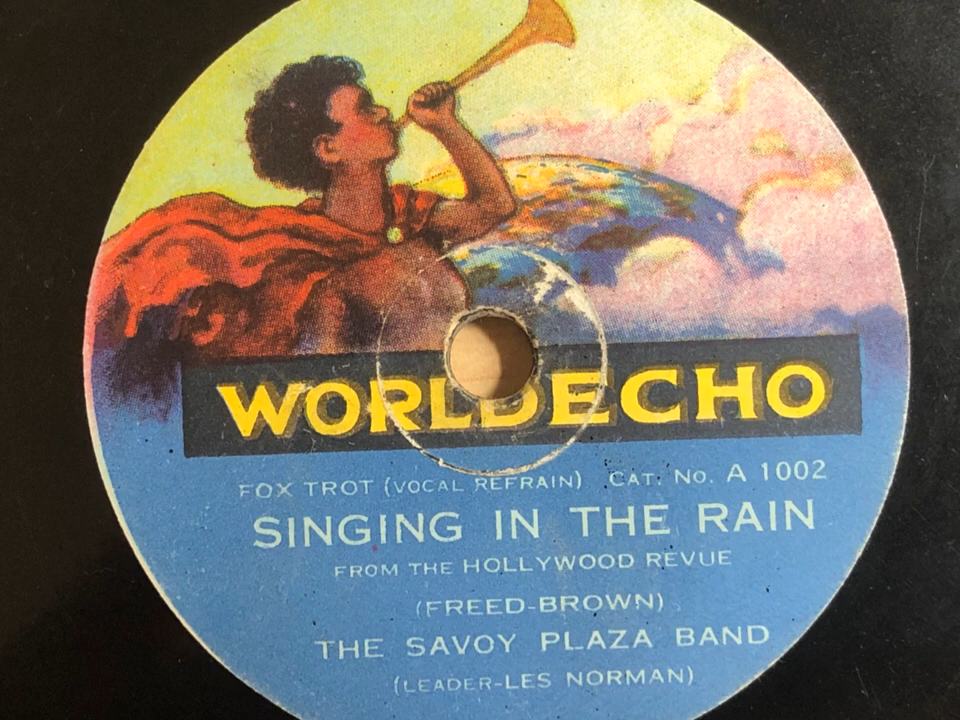 WORLDECHO
FOX TROT (VOCAL REFRAIN) CAT. No. A 1002
SINGING IN THE RAIN
FROM THE HOLLYWOOD REVUE
(FREED-BROWN)
THE SAVOY PLAZA BAND
(LEADER-LES NORMAN)